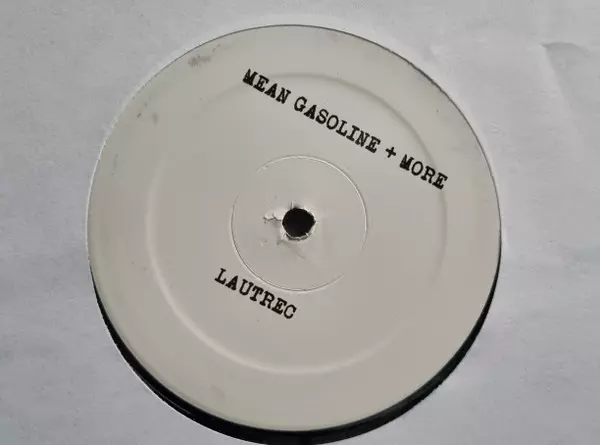 MEAN GASOLINE + MORE
LAUTREC